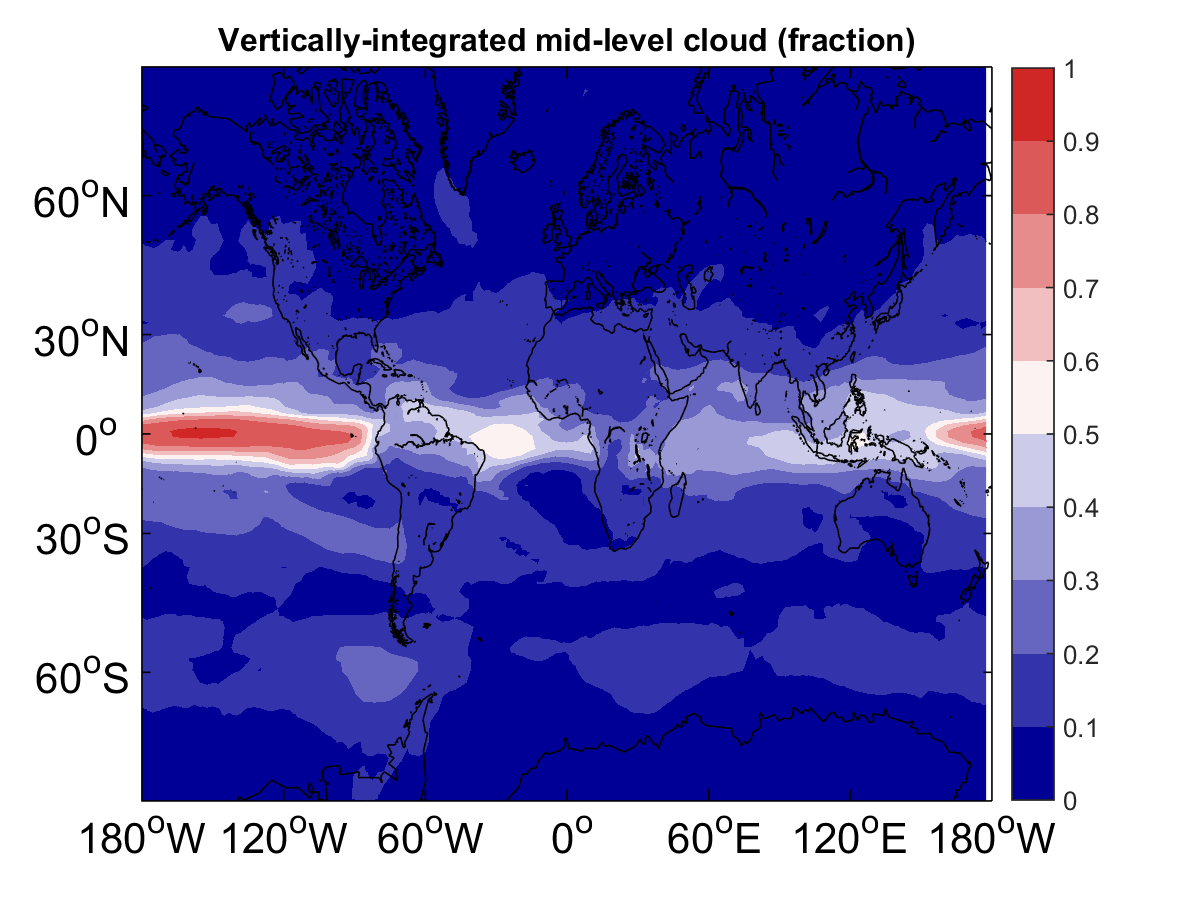 Vertically-integrated mid-level cloud (fraction)
1
0.9
0.8
0.7
0.6
0.5
0.4
0.3
0.2
0.1
0
60°N
30°N
0°
30°S
60°S
180°W 120°W 60°W 0° 60°E 120°E 180°W